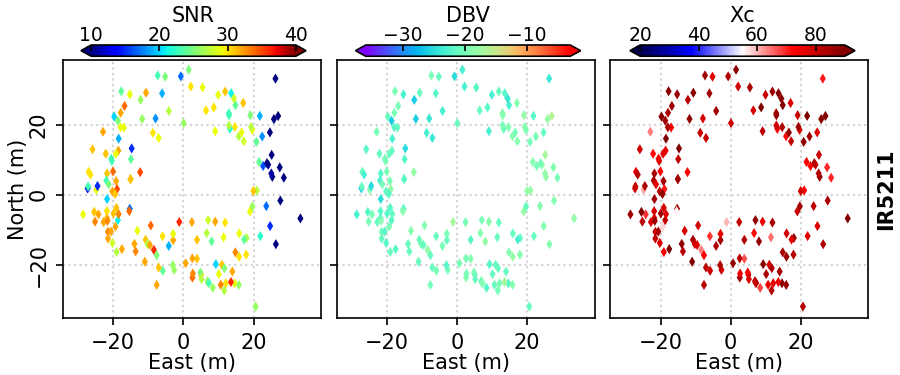 SNR DBV Xc
10 20 30 40 −30 −20 −10 20 40 60 80
North (m)
20
0
−20
−20 0 20 −20 0 20 −20 0 20
East (m) East (m) East (m)
IR5211